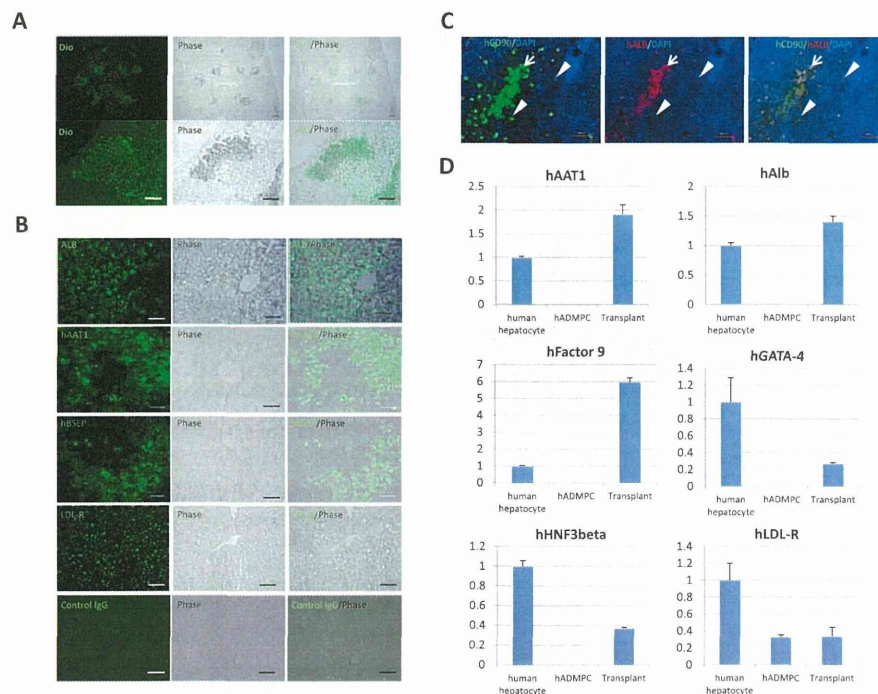 A
Dio
Phase
/Phase
Dio
Phase
/Phase
B
ALB
Phase
ALB/Phase
hAAT1
Phase
/Phase
hBSEP
Phase
/Phase
LDL-R
Phase
/Phase
Control IgG
Phase
Control IgG/Phase
C
hCD90/DAPI
hALB/DAPI
hCD90/hALB/DAPI
D
hAAT1
2.5
2
1.5
1
0.5
0
human hepatocyte
hADMPC
Transplant
hAlb
2
1.5
1
0.5
0
human hepatocyte
hADMPC
Transplant
hFactor 9
7
6
5
4
3
2
1
0
human hepatocyte
hADMPC
Transplant
hGATA-4
1.4
1.2
1
0.8
0.6
0.4
0.2
0
human hepatocyte
hADMPC
Transplant
hHNF3beta
1.2
1
0.8
0.6
0.4
0.2
0
human hepatocyte
hADMPC
Transplant
hLDL-R
1.4
1.2
1
0.8
0.6
0.4
0.2
0
human hepatocyte
hADMPC
Transplant